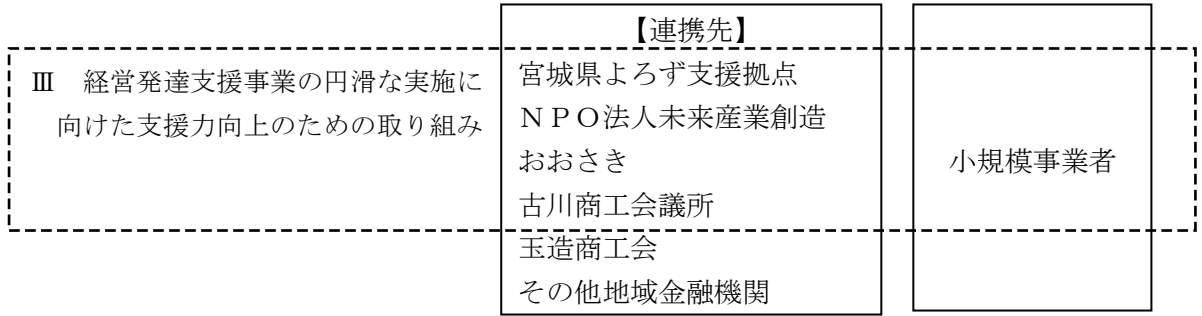 Ⅲ 経営発達支援事業の円滑な実施に
向けた支援力向上のための取り組み
【連携先】
宮城県よろず支援拠点
ＮＰＯ法人未来産業創造
おおさき
古川商工会議所
玉造商工会
その他地域金融機関
小規模事業者